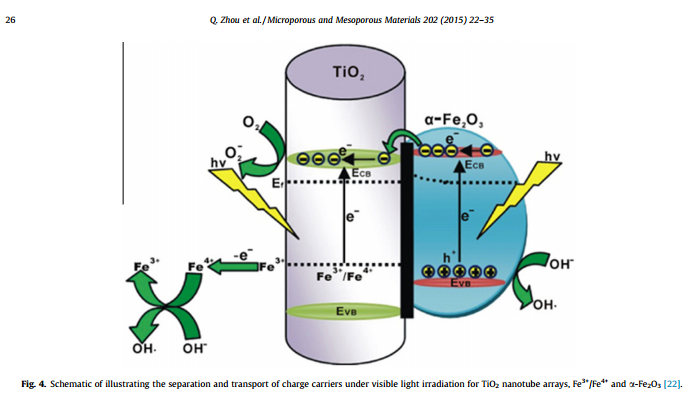 26
Q. Zhou et al. / Microporous and Mesoporous Materials 202 (2015) 22–35
TiO₂
O₂
O₂⁻
hv
e⁻
ECB
Ef
e⁻
-e⁻
Fe³⁺
Fe⁴⁺
Fe³⁺
Fe³⁺/Fe⁴⁺
EVB
OH·
OH⁻
α-Fe₂O₃
e⁻
ECB
hv
e⁻
h⁺
EVB
OH⁻
OH·
Fig. 4. Schematic of illustrating the separation and transport of charge carriers under visible light irradiation for TiO₂ nanotube arrays, Fe³⁺/Fe⁴⁺ and α-Fe₂O₃ [22].